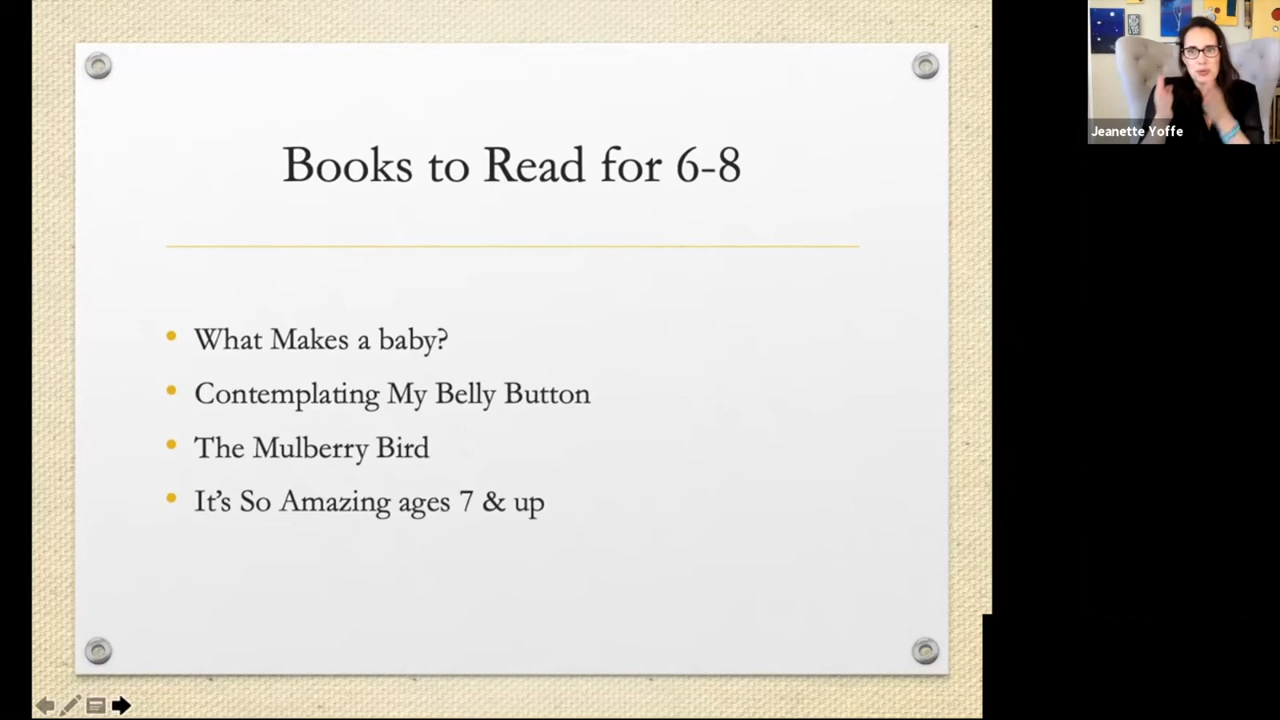 Books to Read for 6-8
What Makes a baby?
Contemplating My Belly Button
The Mulberry Bird
It's So Amazing ages 7 & up
Jeanette Yoffe